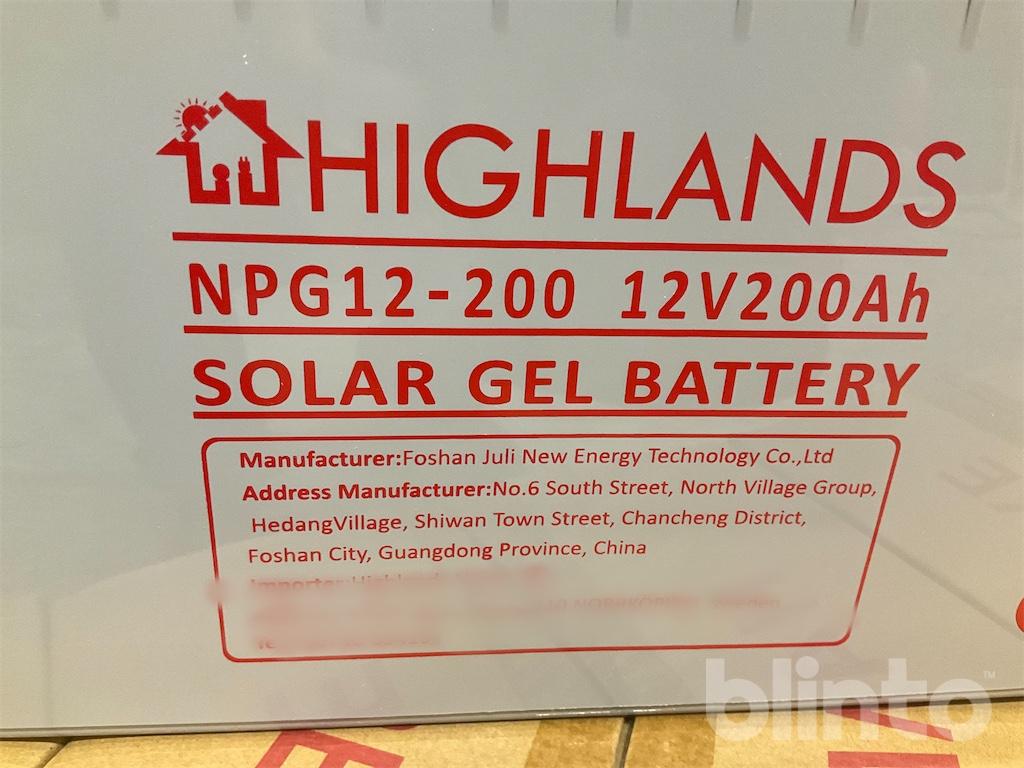 HIGHLANDS
NPG12-200 12V200Ah
SOLAR GEL BATTERY
Manufacturer:Foshan Juli New Energy Technology Co.,Ltd
Address Manufacturer:No.6 South Street, North Village Group,
HedangVillage, Shiwan Town Street, Chancheng District,
Foshan City, Guangdong Province, China
blinto™